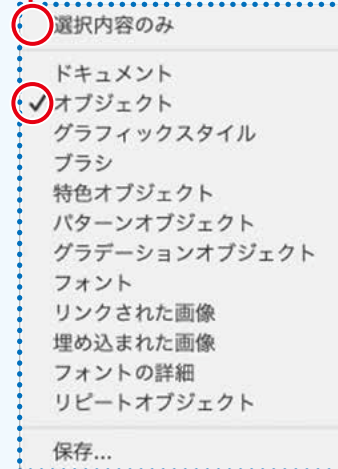 選択内容のみ
ドキュメント
✓オブジェクト
グラフィックスタイル
ブラシ
特色オブジェクト
パターンオブジェクト
グラデーションオブジェクト
フォント
リンクされた画像
埋め込まれた画像
フォントの詳細
リピートオブジェクト
保存...